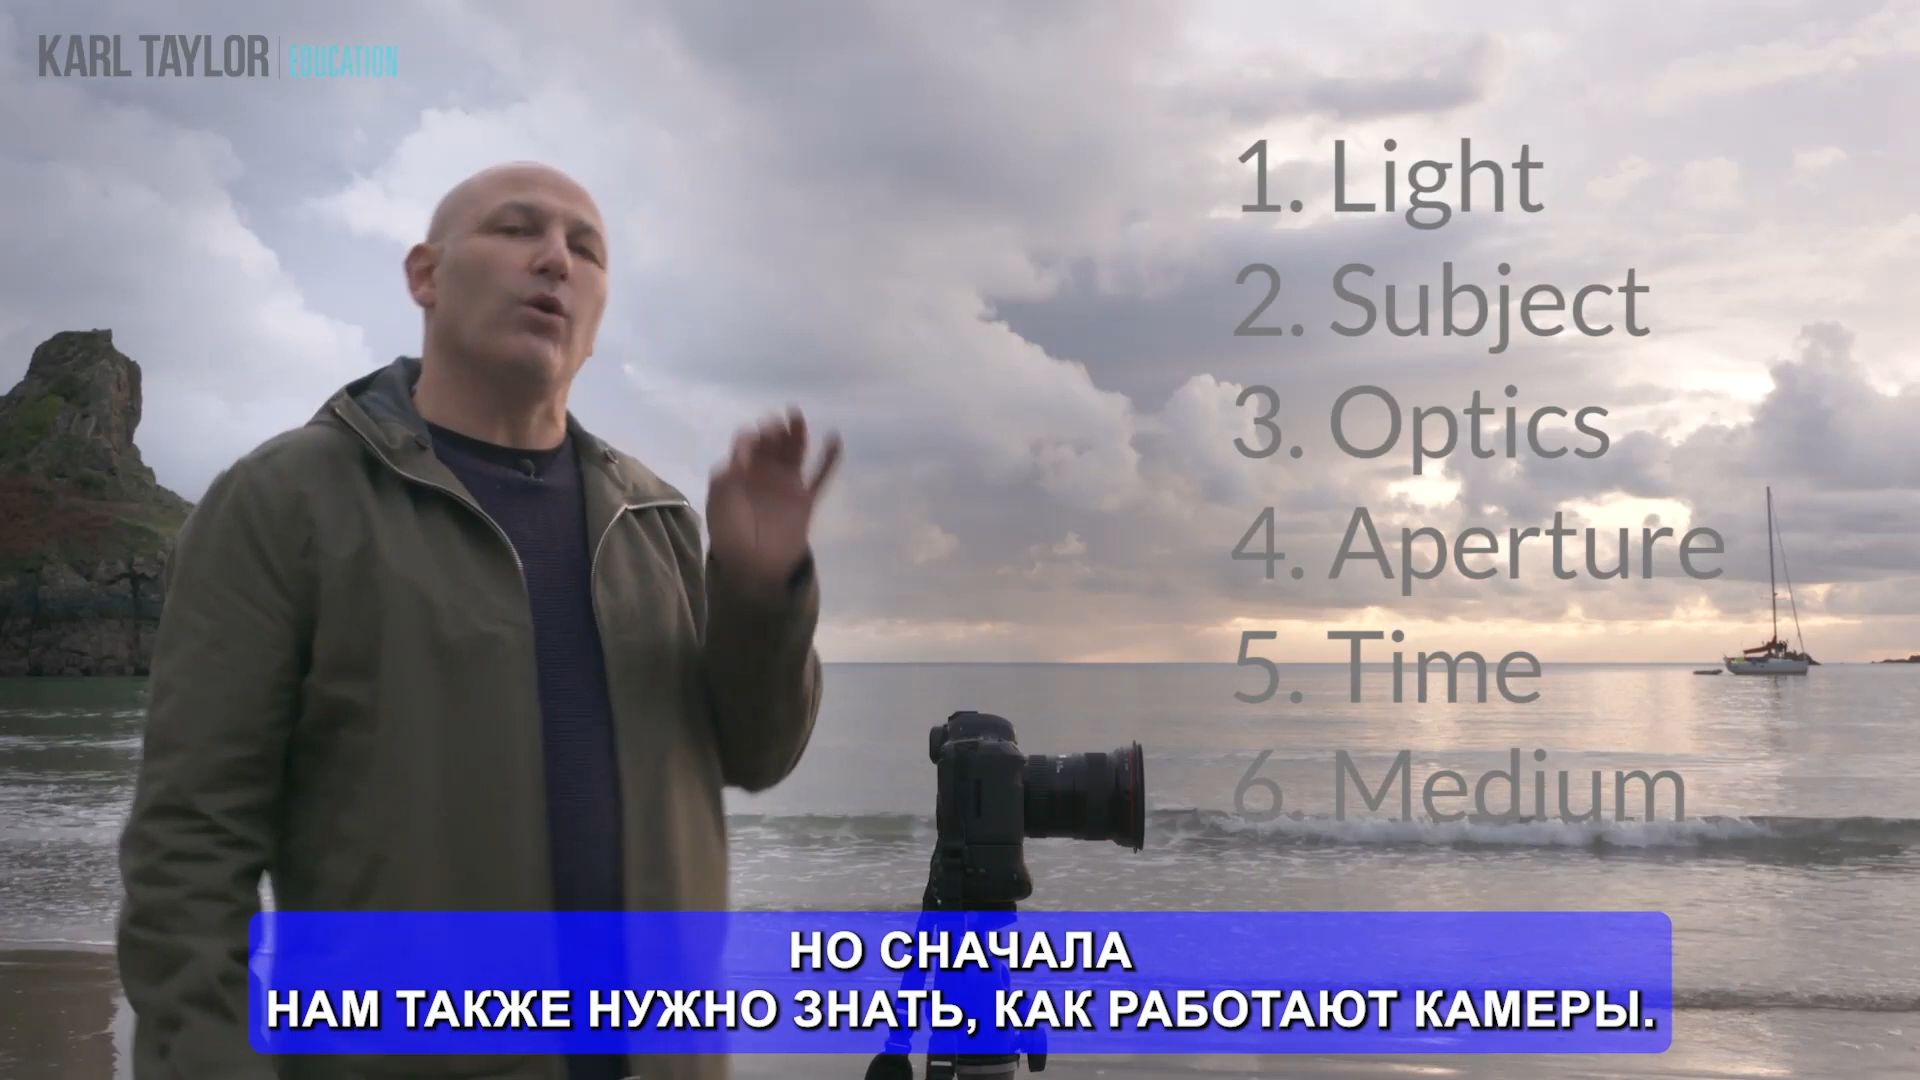 KARL TAYLOR EDUCATION
1. Light
2. Subject
3. Optics
4. Aperture
5. Time
6. Medium
НО СНАЧАЛА
НАМ ТАКЖЕ НУЖНО ЗНАТЬ, КАК РАБОТАЮТ КАМЕРЫ.